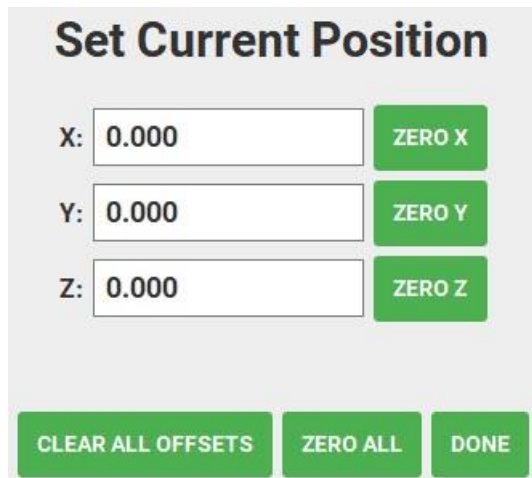 Set Current Position
X: 0.000 ZERO X
Y: 0.000 ZERO Y
Z: 0.000 ZERO Z
CLEAR ALL OFFSETS ZERO ALL DONE